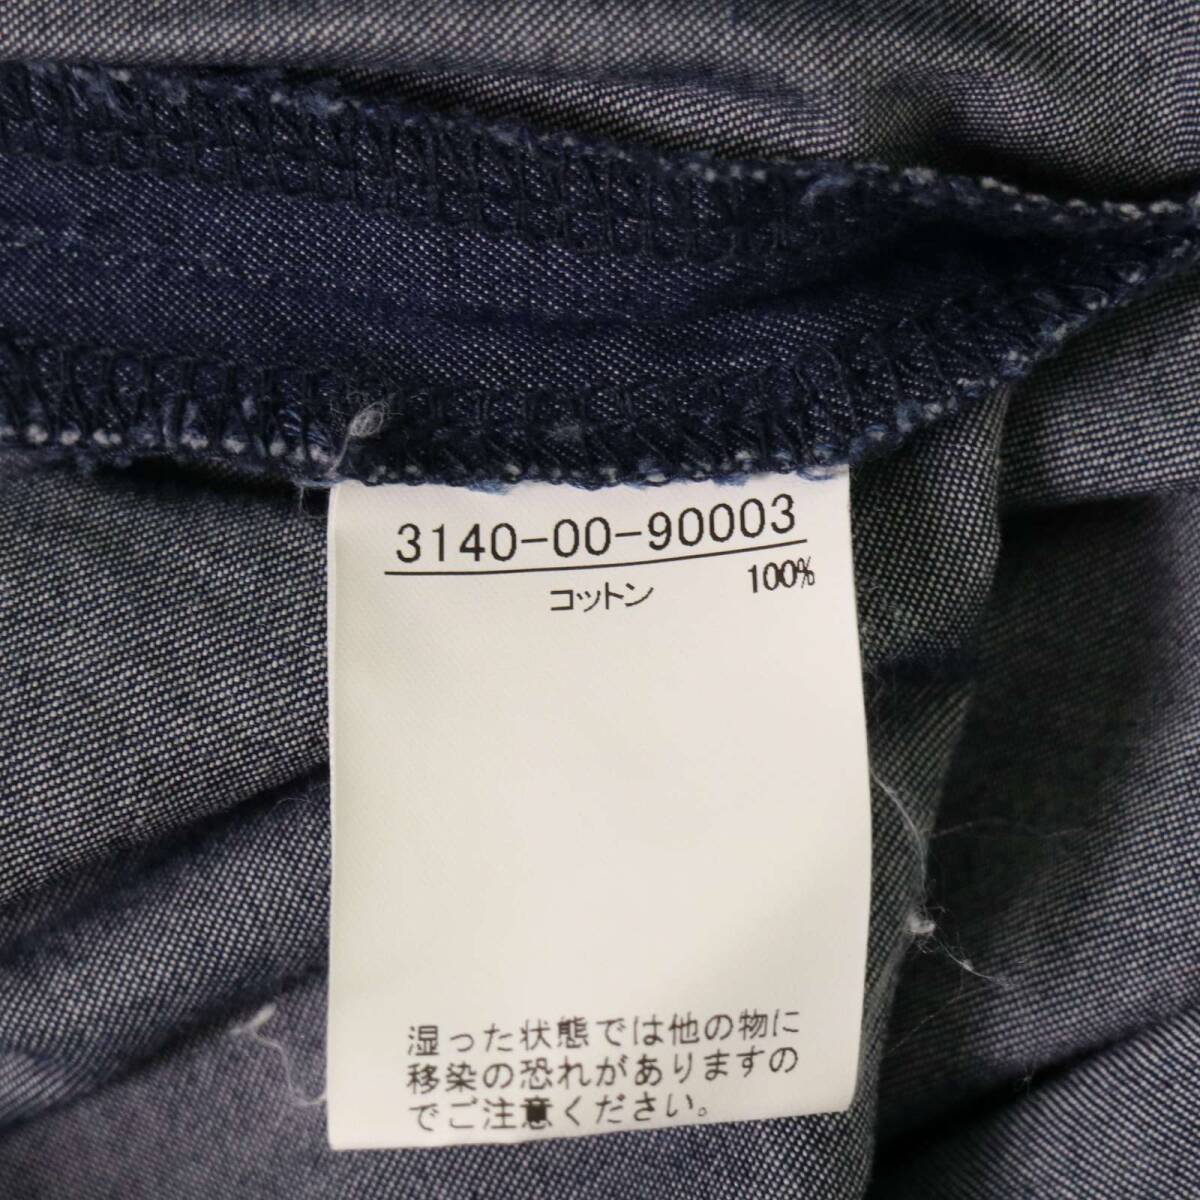 3140-00-90003
コットン 100%
湿った状態では他の物に
移染の恐れがありますの
でご注意ください。